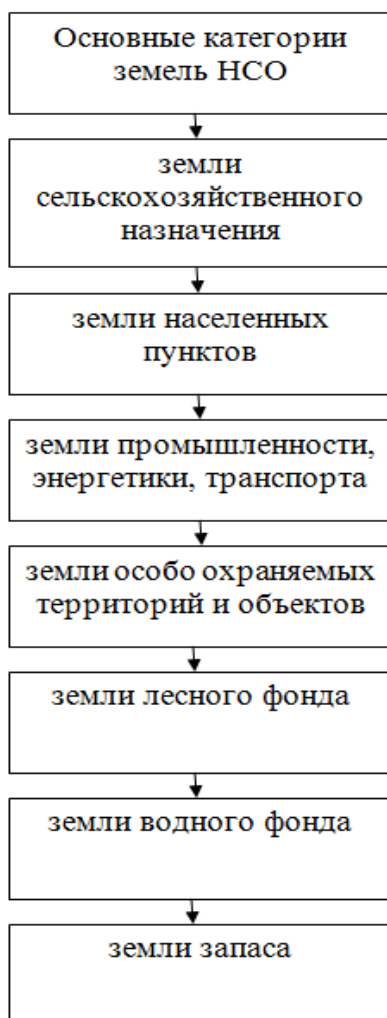 Основные категории
земель НСО
земли
сельскохозяйственного
назначения
земли населенных
пунктов
земли промышленности,
энергетики, транспорта
земли особо охраняемых
территорий и объектов
земли лесного фонда
земли водного фонда
земли запаса